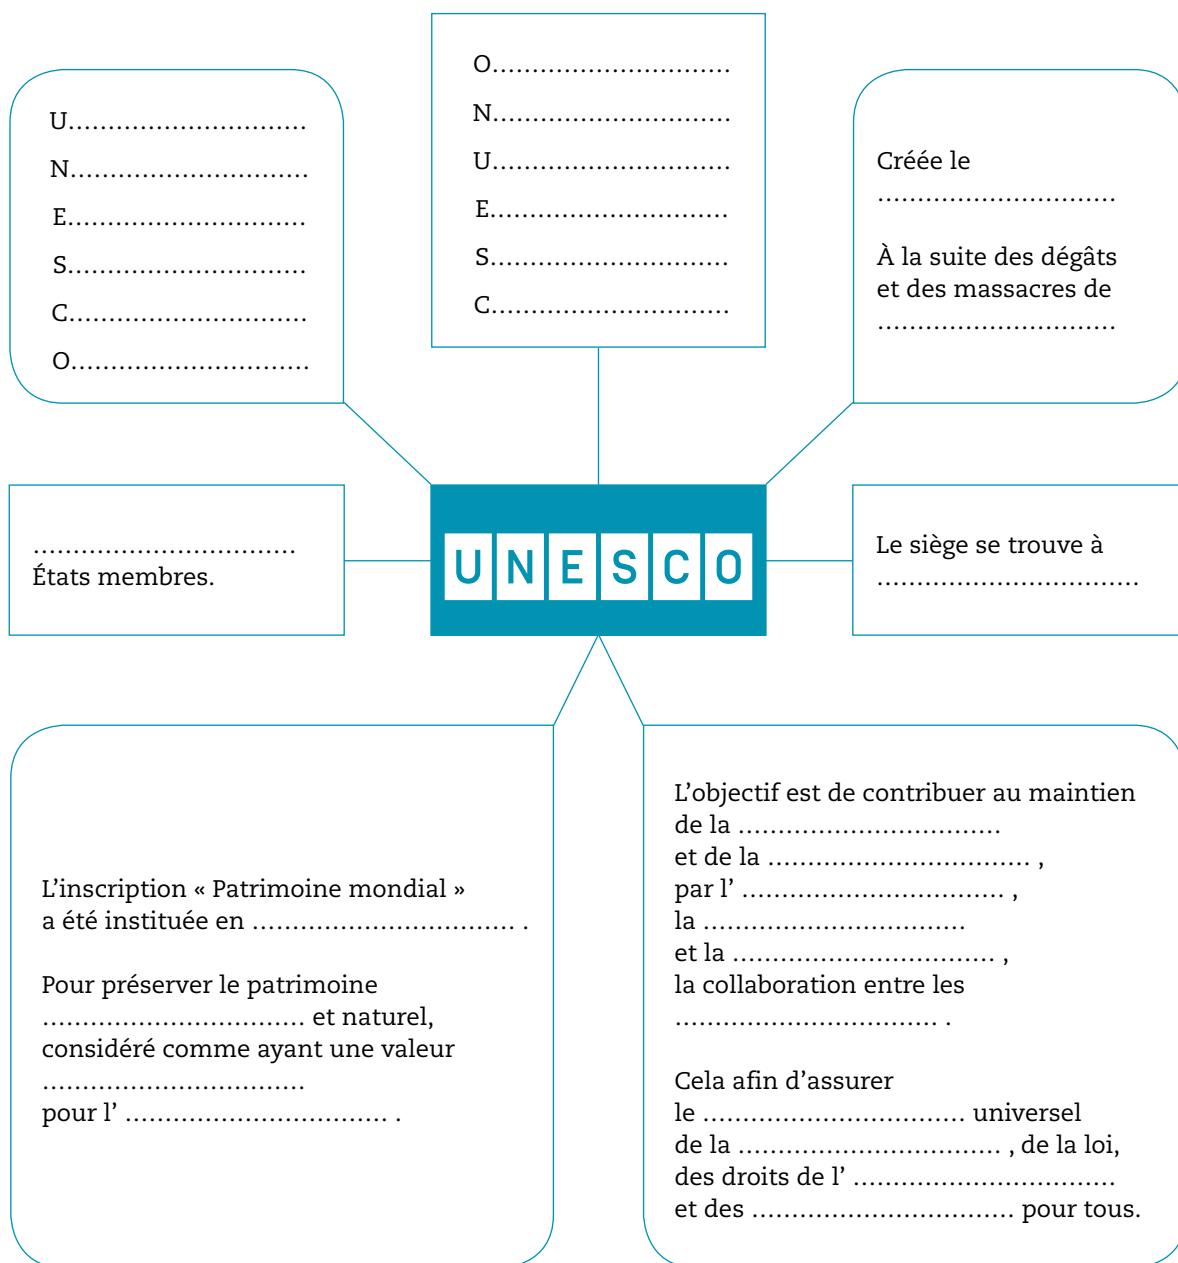 U.................................
N.................................
E.................................
S.................................
C.................................
O.................................
O.................................
N.................................
U.................................
E.................................
S.................................
C.................................
Créée le
.................................
À la suite des dégâts
et des massacres de
.................................
.................................
États membres.
UNESCO
Le siège se trouve à
.................................
L’inscription « Patrimoine mondial »
a été instituée en ................................. .
Pour préserver le patrimoine
................................. et naturel,
considéré comme ayant une valeur
.................................
pour l’ ................................. .
L’objectif est de contribuer au maintien
de la .................................
et de la ................................. ,
par l’ ................................. ,
la .................................
et la ................................. ,
la collaboration entre les
................................. .
Cela afin d’assurer
le ................................. universel
de la ................................. , de la loi,
des droits de l’ .................................
et des ................................. pour tous.